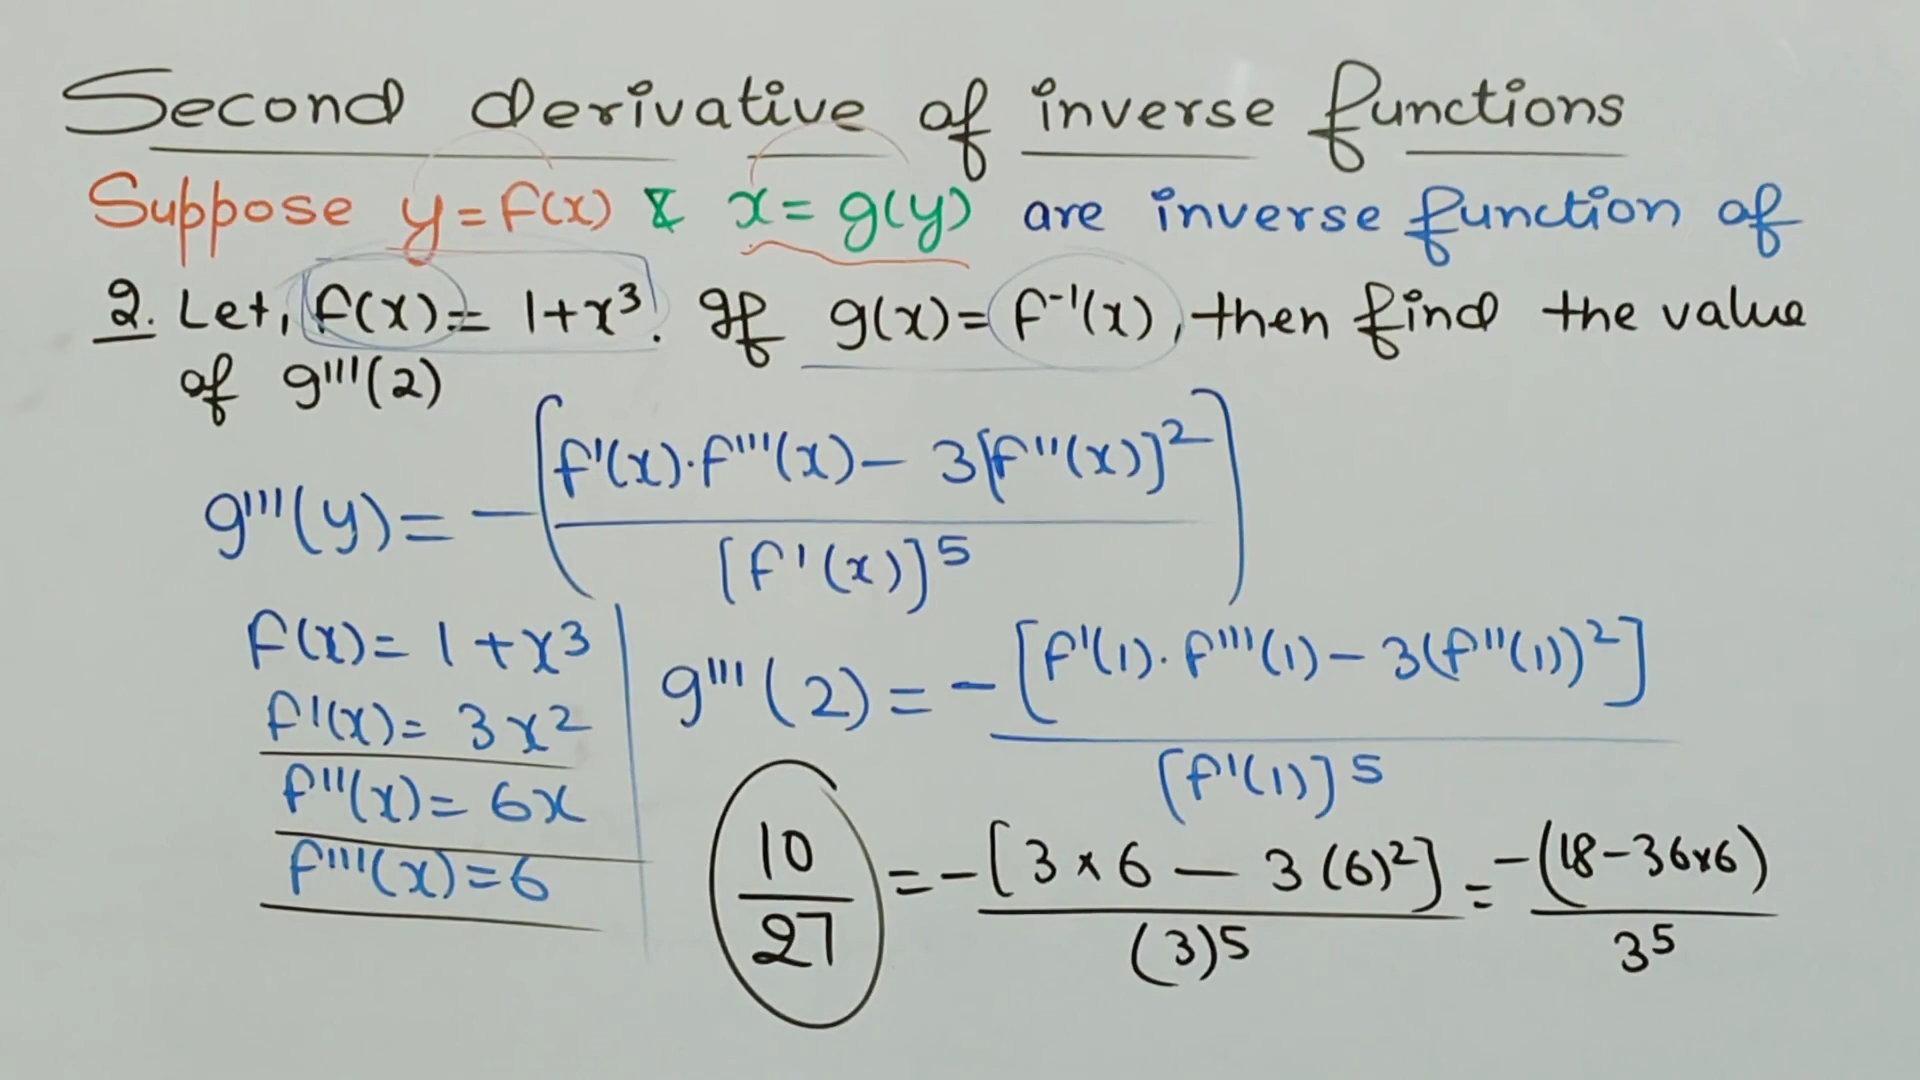 Second derivative of inverse functions
Suppose y=f(x) & x=g(y) are inverse function of
2. Let, f(x)= 1+x³. If g(x)= f⁻¹(x), then find the value
of g'''(2)
g'''(y)= -[f'(x).f'''(x) - 3[f''(x)]² / [f'(x)]⁵]
f(x)= 1+x³
f'(x)= 3x²
f''(x)= 6x
f'''(x)=6
g'''(2) = -[f'(1).f'''(1) - 3(f''(1))²] / [f'(1)]⁵
10/27 = -[3×6 - 3(6)²] / (3)⁵ = -(18-36×6) / 3⁵